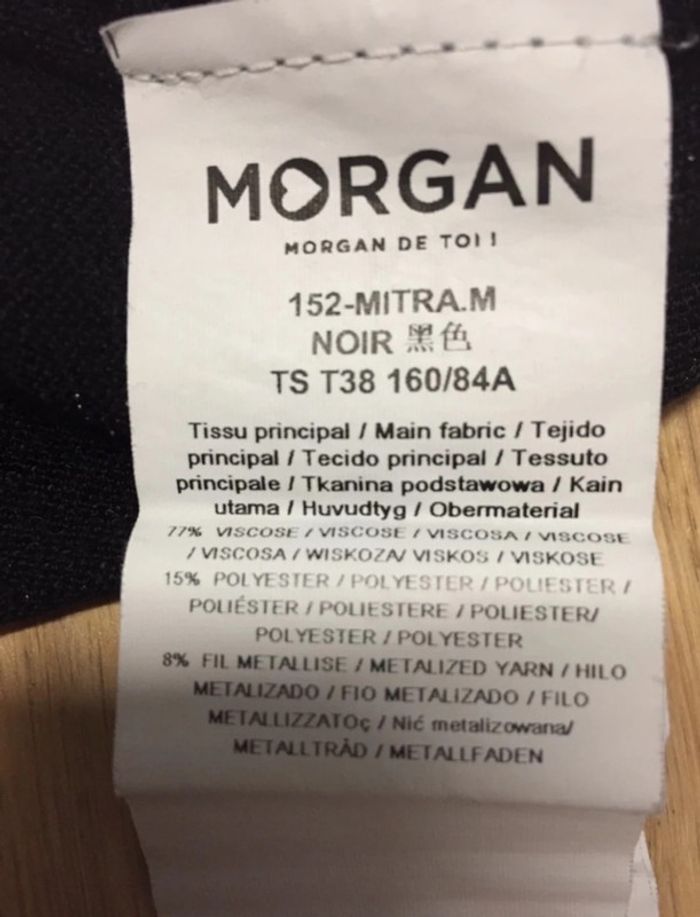 MORGAN
MORGAN DE TOI !
152-MITRA.M
NOIR 黑色
TS T38 160/84A
Tissu principal / Main fabric / Tejido
principal / Tecido principal / Tessuto
principale / Tkanina podstawowa / Kain
utama / Huvudtyg / Obermaterial
77% VISCOSE / VISCOSE / VISCOSA / VISCOSE
/ VISCOSA / WISKOZA/ VISKOS / VISKOSE
15% POLYESTER / POLYESTER / POLIESTER /
POLIÉSTER / POLIESTERE / POLIESTER/
POLYESTER / POLYESTER
8% FIL METALLISE / METALIZED YARN / HILO
METALIZADO / FIO METALIZADO / FILO
METALLIZZATOç / Nić metalizowana/
METALLTRÅD / METALLFADEN